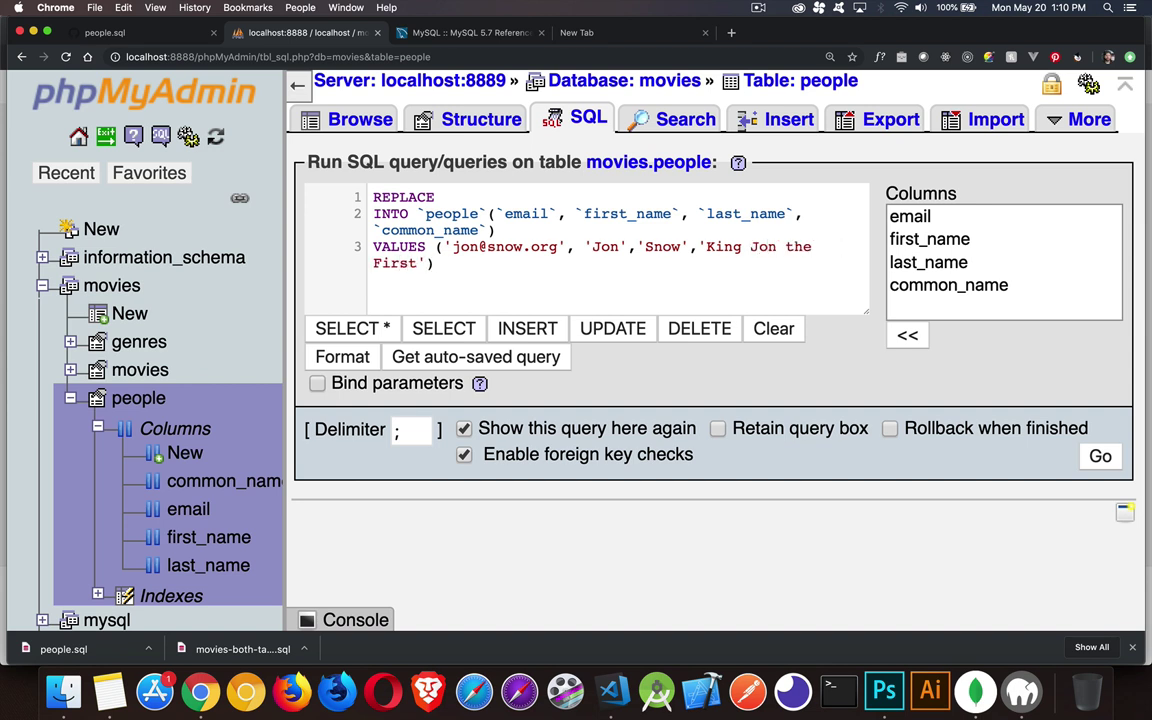 Chrome File Edit View History Bookmarks People Window Help 100% Mon May 20 1:10 PM
people.sql × localhost:8888 / localhost / mo × MySQL :: MySQL 5.7 Referenc × New Tab × +
localhost:8888/phpMyAdmin/tbl_sql.php?db=movies&table=people
phpMyAdmin
Recent Favorites
New
information_schema
movies
New
genres
movies
people
Columns
New
common_name
email
first_name
last_name
Indexes
mysql
Server: localhost:8889 » Database: movies » Table: people
Browse Structure SQL Search Insert Export Import More
Run SQL query/queries on table movies.people:
1 REPLACE
2 INTO `people`(`email`, `first_name`, `last_name`,
`common_name`)
3 VALUES ('jon@snow.org', 'Jon','Snow','King Jon the
First')
Columns
email
first_name
last_name
common_name
<<
SELECT * SELECT INSERT UPDATE DELETE Clear
Format Get auto-saved query
Bind parameters
[ Delimiter ; ] Show this query here again Retain query box Rollback when finished
Enable foreign key checks
Go
Console
people.sql movies-both-ta....sql Show All
1
Ps Ai